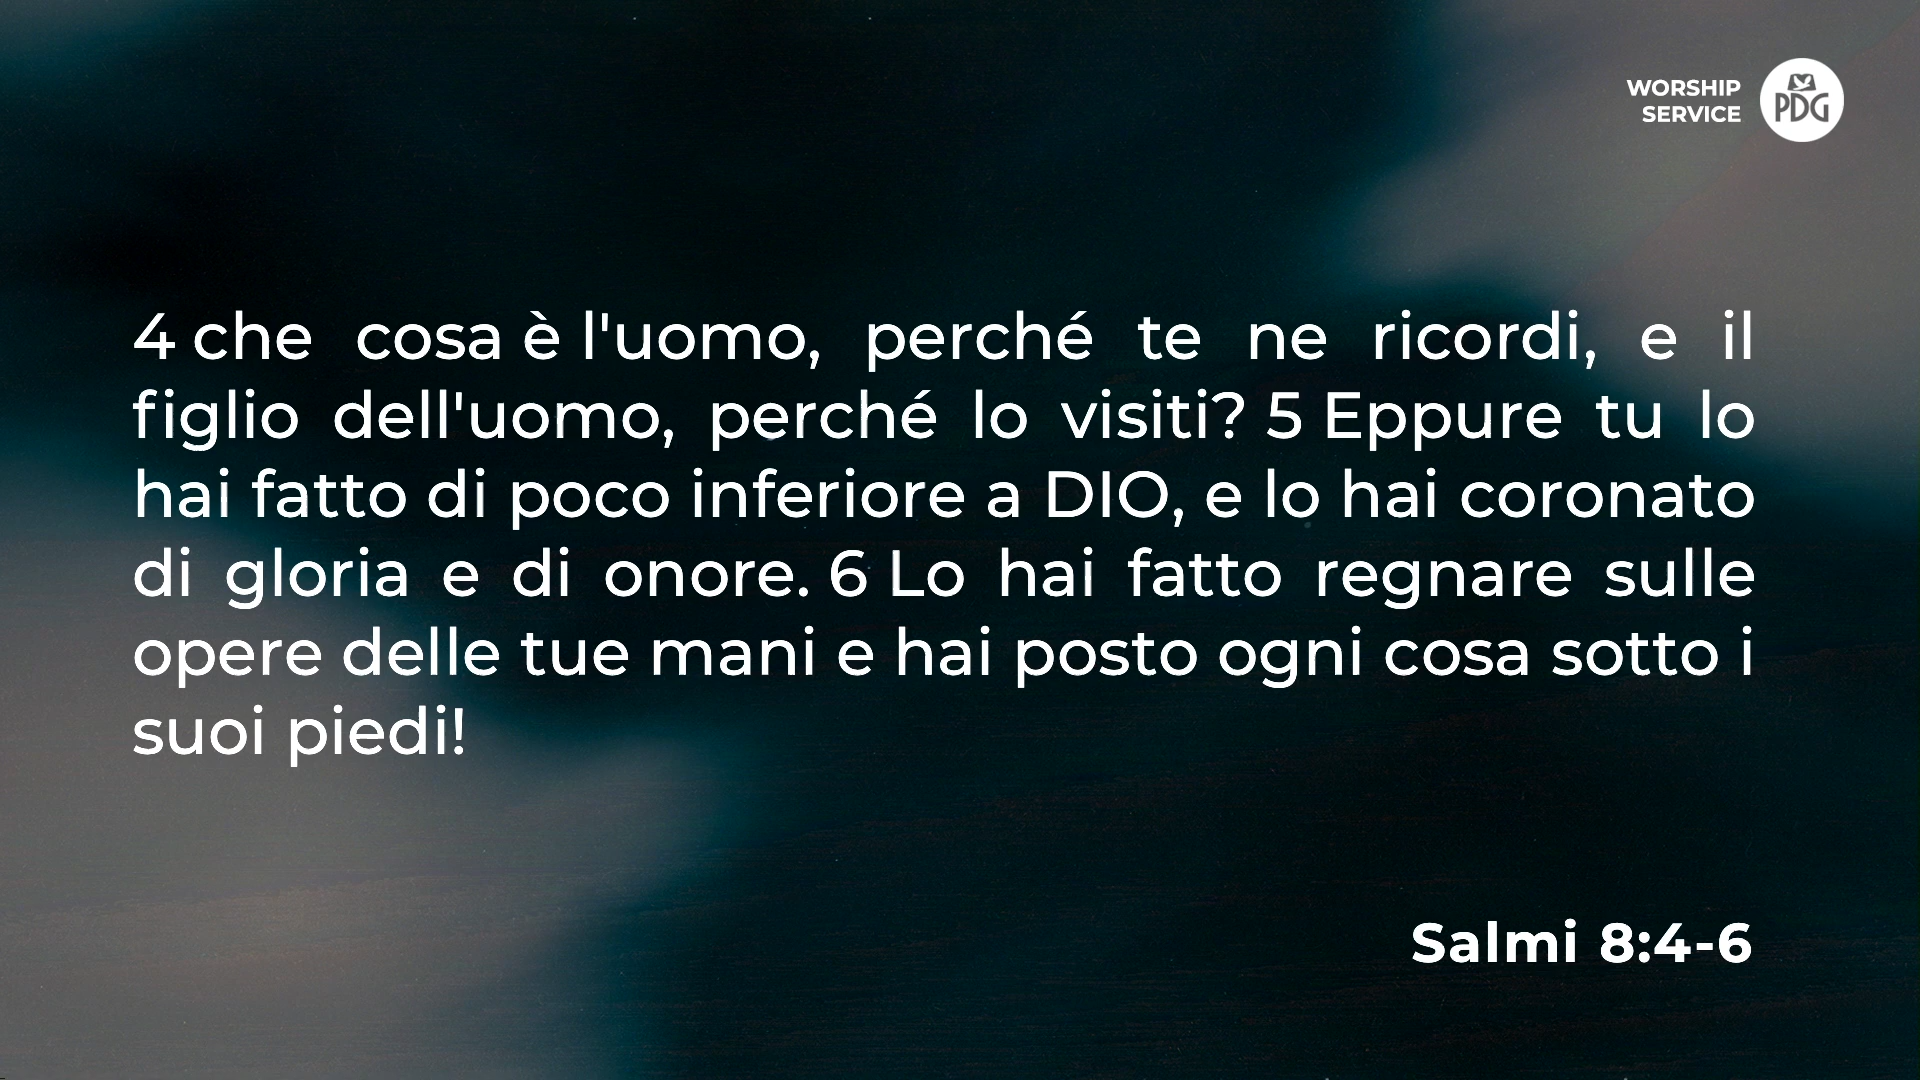 WORSHIP
SERVICE
PDG
4 che cosa è l'uomo, perché te ne ricordi, e il
figlio dell'uomo, perché lo visiti? 5 Eppure tu lo
hai fatto di poco inferiore a DIO, e lo hai coronato
di gloria e di onore. 6 Lo hai fatto regnare sulle
opere delle tue mani e hai posto ogni cosa sotto i
suoi piedi!
Salmi 8:4-6